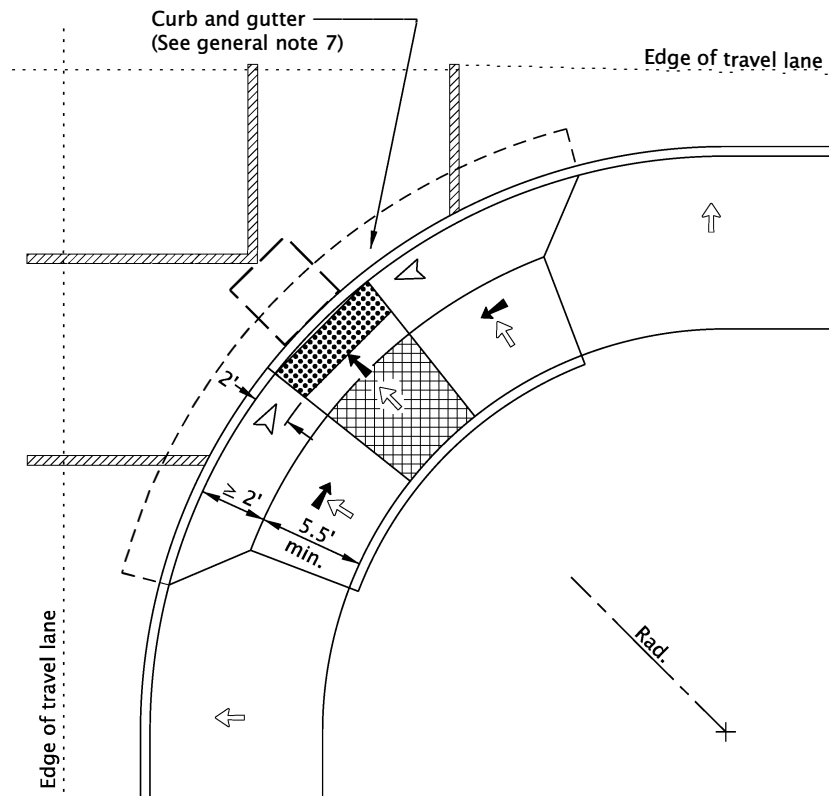 Curb and gutter
(See general note 7)
Edge of travel lane
2'
≥ 2'
5.5'
min.
Rad.
Edge of travel lane